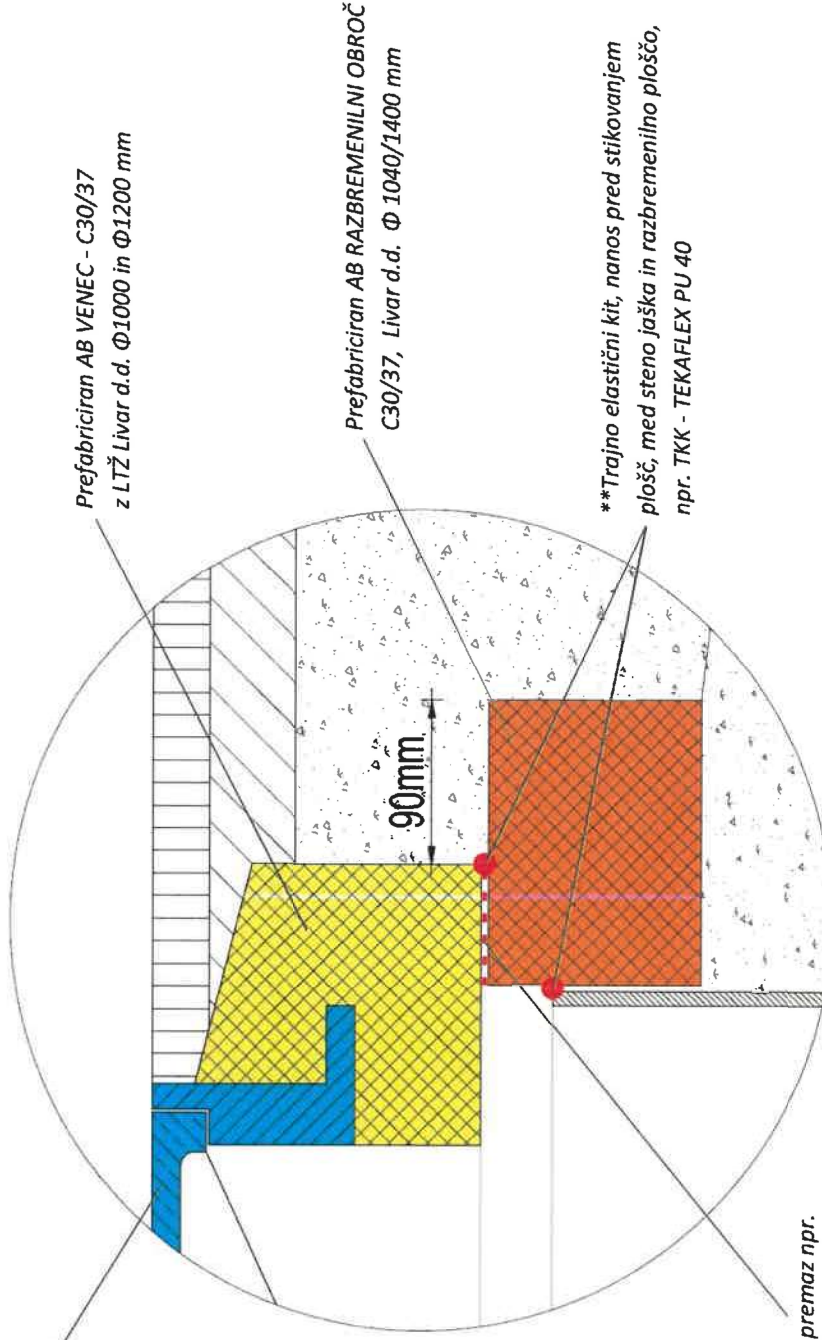 Prefabriciran AB VENEC - C30/37
z LTŽ Livar d.d. Φ1000 in Φ1200 mm
Prefabriciran AB RAZBREMENILNI OBROČ
C30/37, Livar d.d. Φ 1040/1400 mm
90mm
**Trajno elastični kit, nanos pred stikovanjem
plošč, med steno jaška in razbremenilno ploščo,
npr. TKK - TEKAFLEX PU 40
premaz npr.